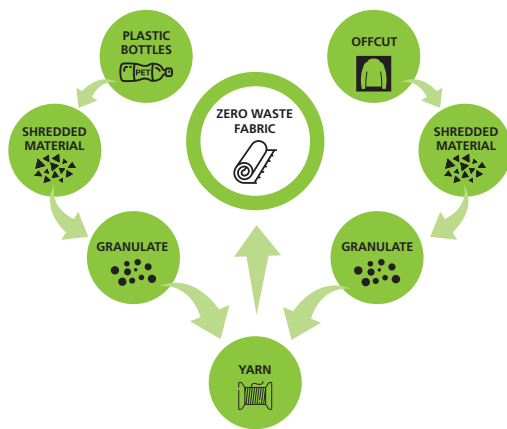 PLASTIC
BOTTLES
PET
OFFCUT
ZERO WASTE
FABRIC
SHREDDED
MATERIAL
SHREDDED
MATERIAL
GRANULATE
GRANULATE
YARN